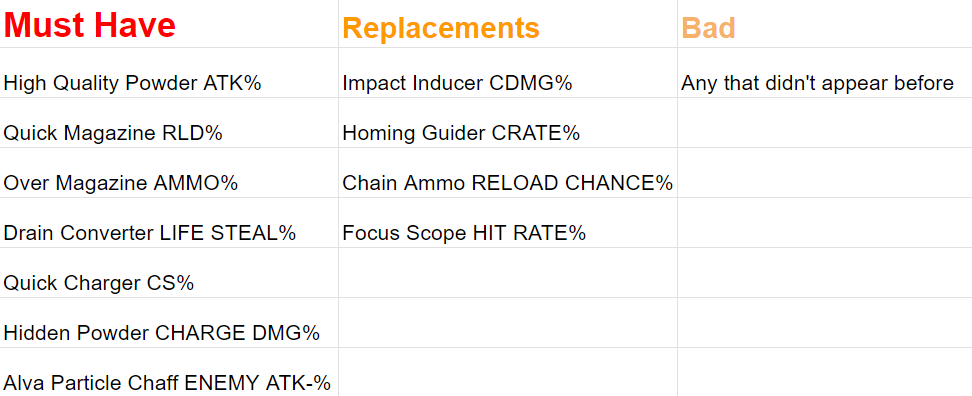 Must Have Replacements Bad
High Quality Powder ATK% Impact Inducer CDMG% Any that didn't appear before
Quick Magazine RLD% Homing Guider CRATE%
Over Magazine AMMO% Chain Ammo RELOAD CHANCE%
Drain Converter LIFE STEAL% Focus Scope HIT RATE%
Quick Charger CS%
Hidden Powder CHARGE DMG%
Alva Particle Chaff ENEMY ATK-%